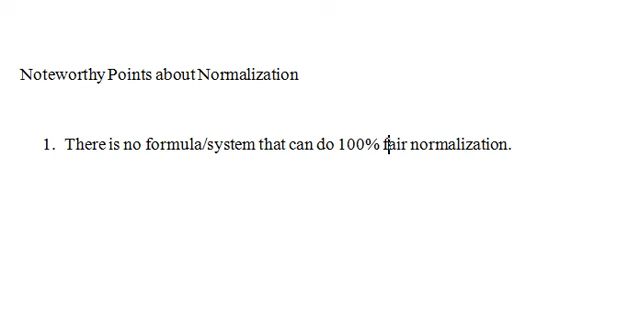 Noteworthy Points about Normalization
1. There is no formula/system that can do 100% fair normalization.